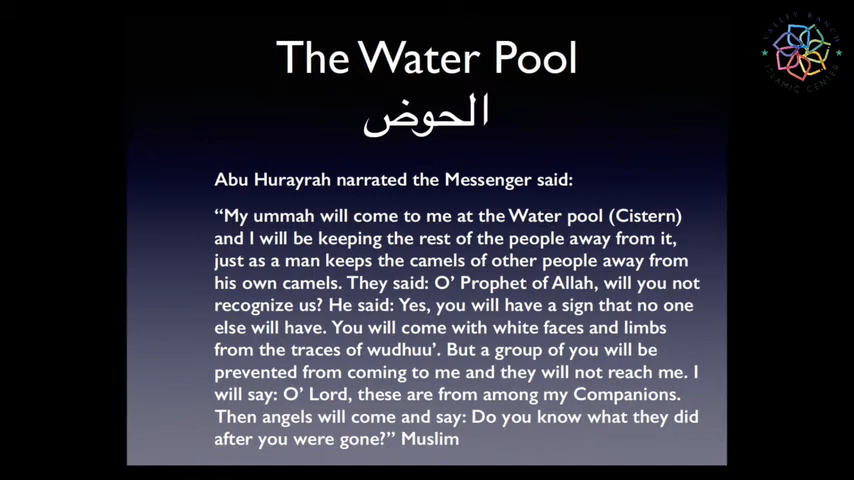 The Water Pool
الحوض
VALLEY RANCH
ISLAMIC CENTER
Abu Hurayrah narrated the Messenger said:
“My ummah will come to me at the Water pool (Cistern)
and I will be keeping the rest of the people away from it,
just as a man keeps the camels of other people away from
his own camels. They said: O’ Prophet of Allah, will you not
recognize us? He said: Yes, you will have a sign that no one
else will have. You will come with white faces and limbs
from the traces of wudhuu’. But a group of you will be
prevented from coming to me and they will not reach me. I
will say: O’ Lord, these are from among my Companions.
Then angels will come and say: Do you know what they did
after you were gone?” Muslim